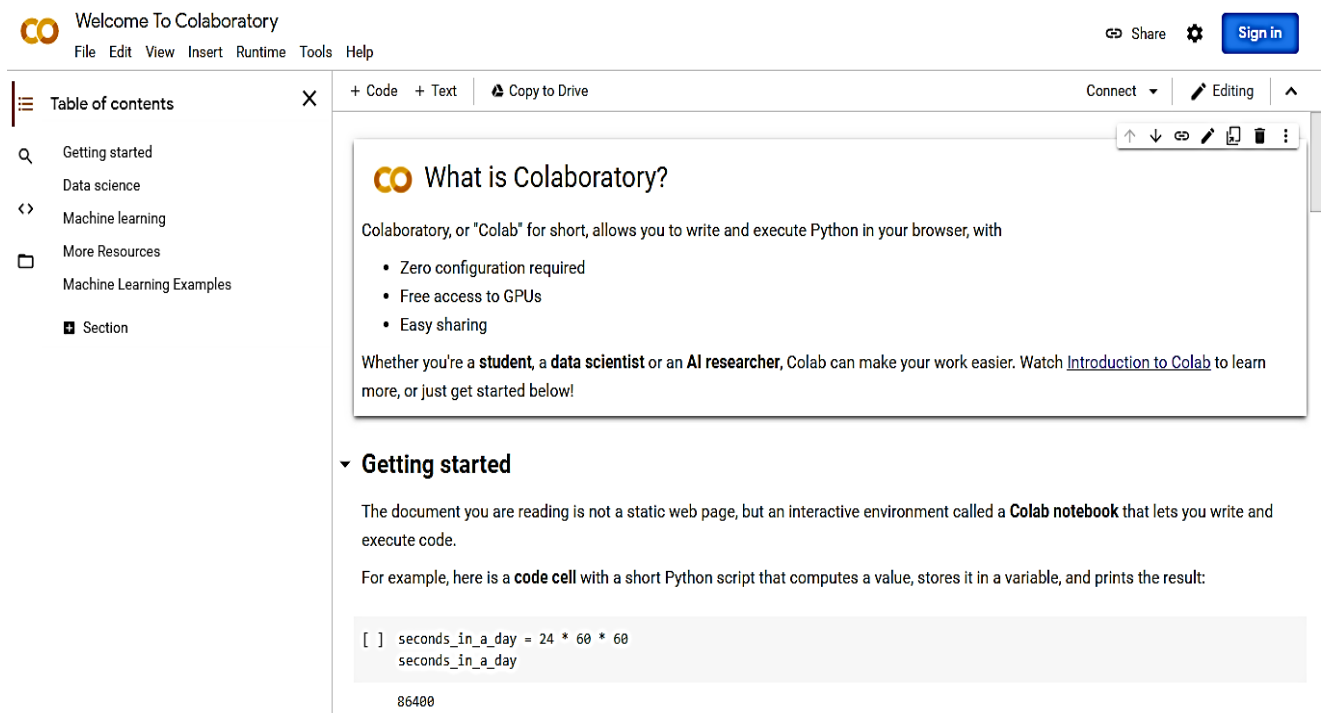 Welcome To Colaboratory
File Edit View Insert Runtime Tools Help
Share
Sign in
Table of contents
Getting started
Data science
Machine learning
More Resources
Machine Learning Examples
Section
+ Code + Text Copy to Drive
Connect
Editing
CO What is Colaboratory?
Colaboratory, or "Colab" for short, allows you to write and execute Python in your browser, with
• Zero configuration required
• Free access to GPUs
• Easy sharing
Whether you're a student, a data scientist or an AI researcher, Colab can make your work easier. Watch Introduction to Colab to learn
more, or just get started below!
Getting started
The document you are reading is not a static web page, but an interactive environment called a Colab notebook that lets you write and
execute code.
For example, here is a code cell with a short Python script that computes a value, stores it in a variable, and prints the result:
[ ] seconds_in_a_day = 24 * 60 * 60
seconds_in_a_day
86400